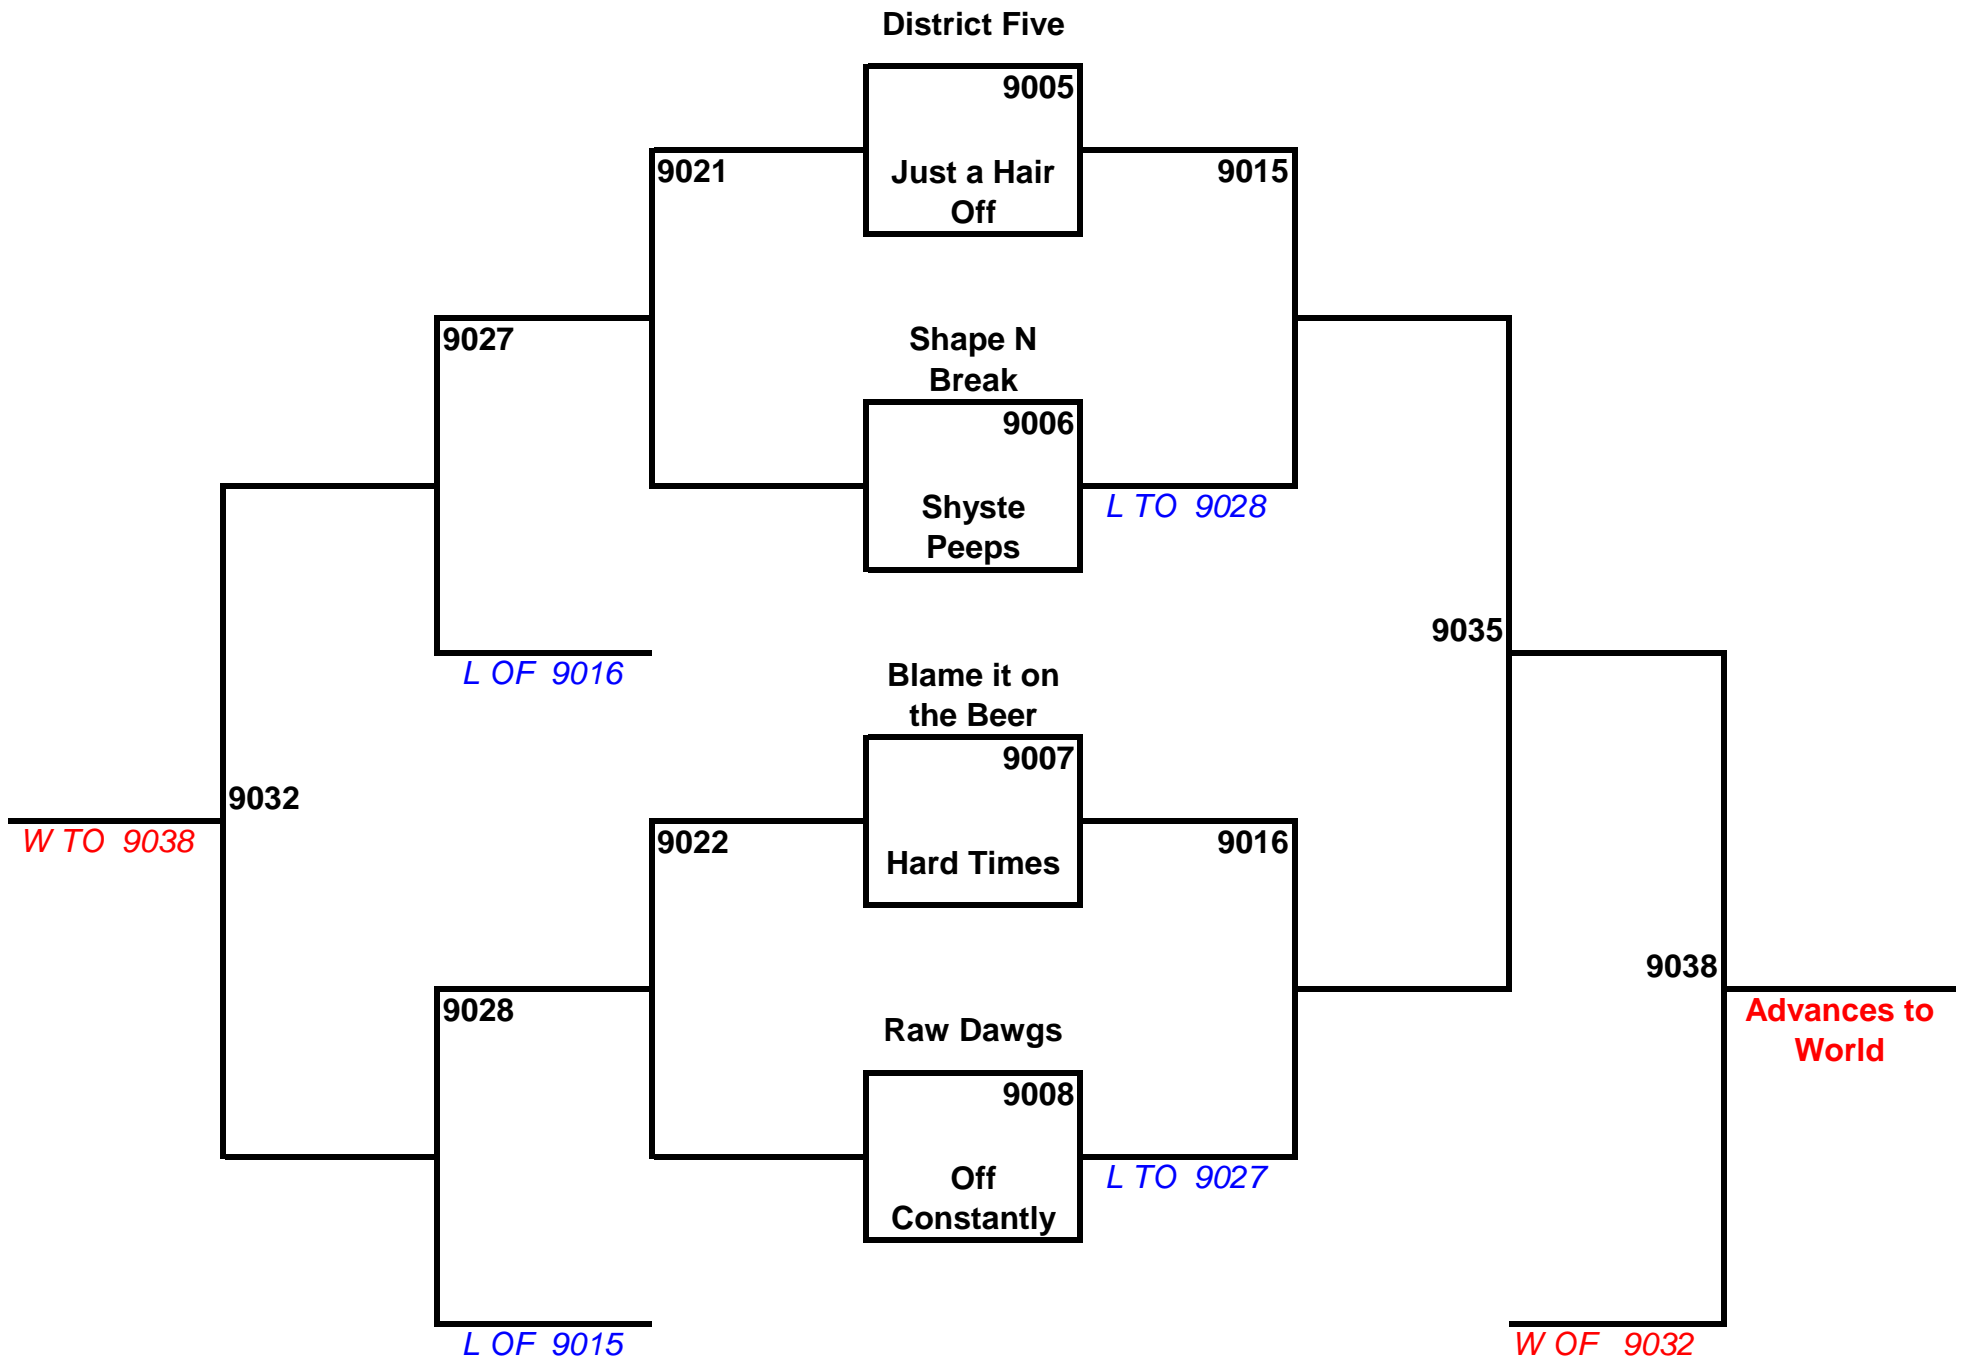 District Five
9005
9021
Just a Hair
Off
9015
9027
Shape N
Break
9006
Shyste
Peeps
L TO 9028
9035
L OF 9016
Blame it on
the Beer
9007
9032
W TO 9038
9022
Hard Times
9016
9038
9028
Advances to
World
Raw Dawgs
9008
Off
Constantly
L TO 9027
L OF 9015
W OF 9032